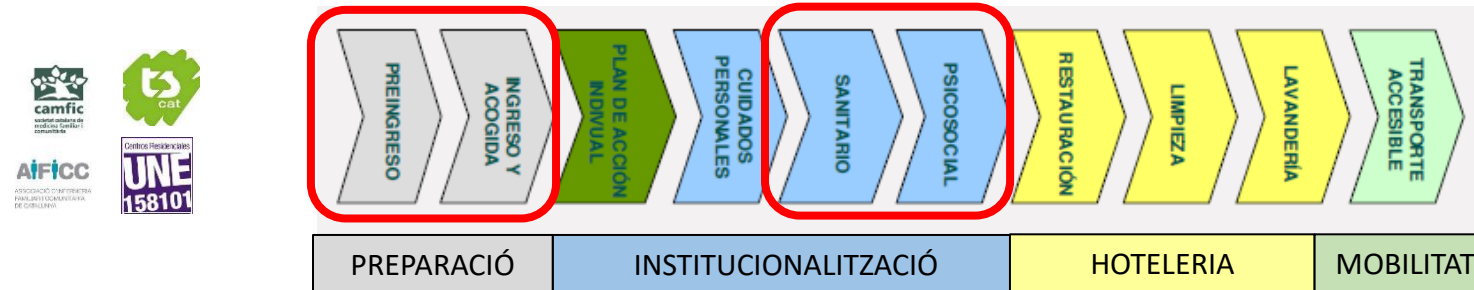 camfic
societat catalana de
medicina familiar i
comunitària
ts
cat
AIFICC
ASSOCIACIÓ D'INFERMERIA
FAMILIAR I COMUNITÀRIA
DE CATALUNYA
Centros Residenciales
UNE
158101
PREINGRESO
INGRESO Y
ACOGIDA
PLAN DE ACCIÓN
INDIVUAL
CUIDADOS
PERSONALES
SANITARIO
PSICOSOCIAL
RESTAURACIÓN
LIMPIEZA
LAVANDERÍA
TRANSPORTE
ACCESIBLE
PREPARACIÓ
INSTITUCIONALITZACIÓ
HOTELERIA
MOBILITAT